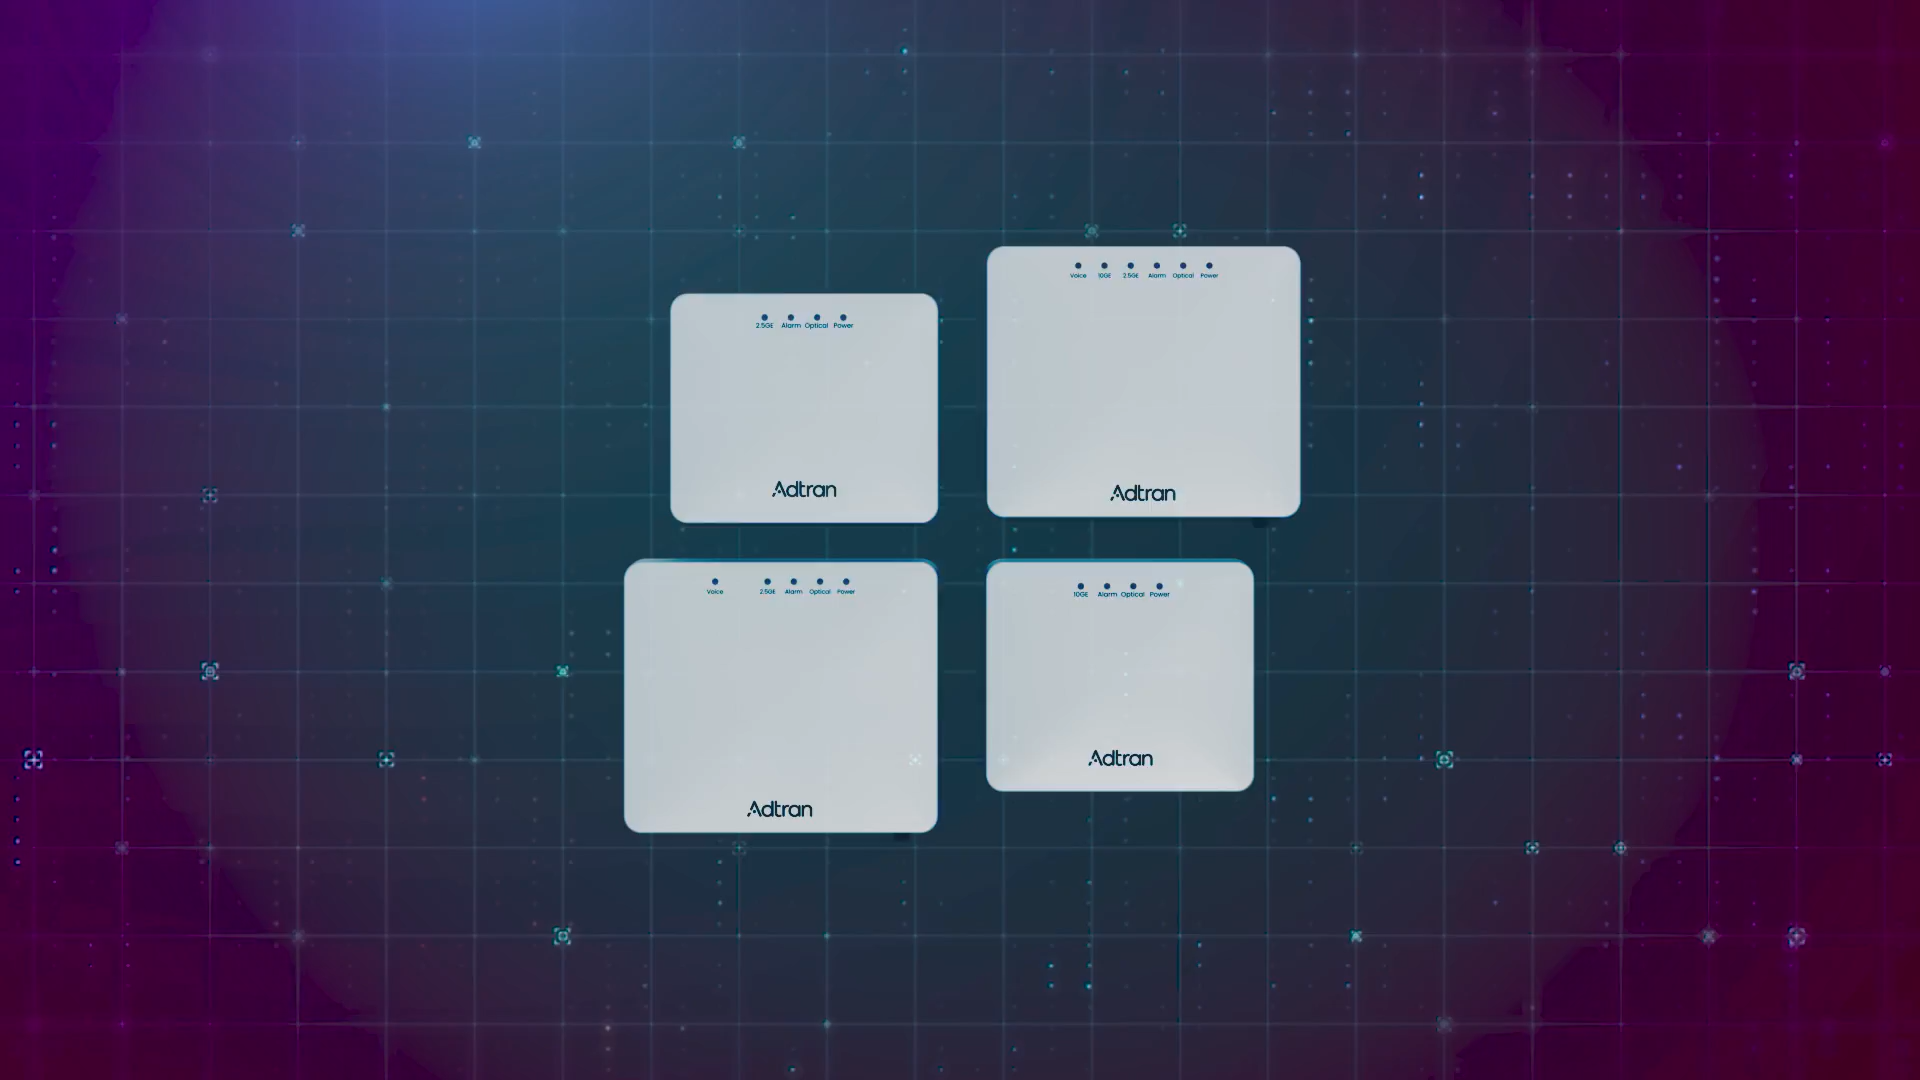 2.5GE Alarm Optical Power
Adtran
Voice 10GE 2.5GE Alarm Optical Power
Adtran
Voice 2.5GE Alarm Optical Power
Adtran
10GE Alarm Optical Power
Adtran